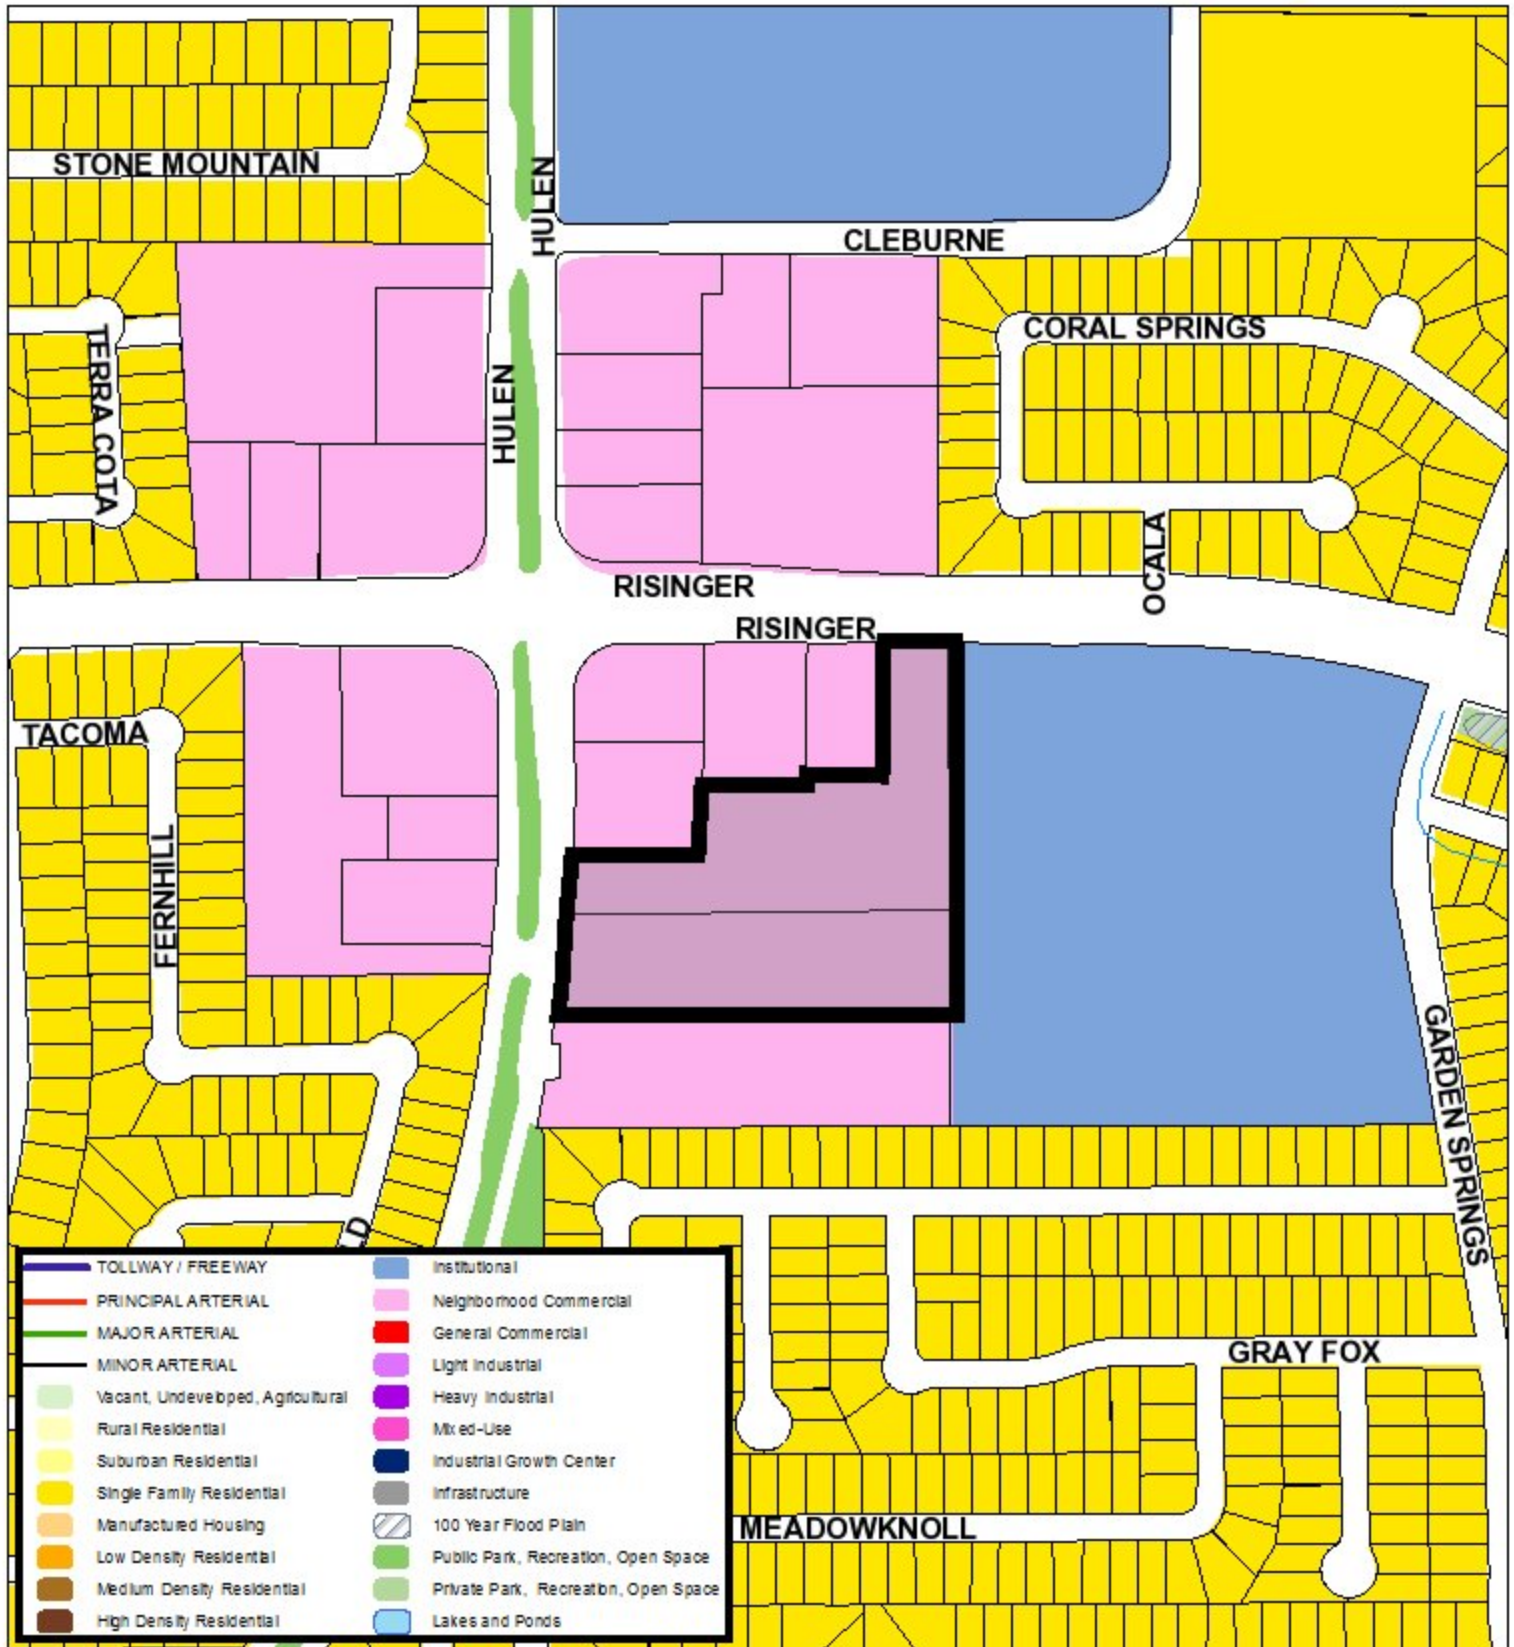 STONE MOUNTAIN
HULEN
CLEBURNE
CORAL SPRINGS
TERRA COTA
HULEN
OCALA
RISINGER
RISINGER
TACOMA
FERNHILL
GARDEN SPRINGS
LD
TOLLWAY / FREEWAY
PRINCIPAL ARTERIAL
MAJOR ARTERIAL
MINOR ARTERIAL
Vacant, Undeveloped, Agricultural
Rural Residential
Suburban Residential
Single Family Residential
Manufactured Housing
Low Density Residential
Medium Density Residential
High Density Residential
Institutional
Neighborhood Commercial
General Commercial
Light Industrial
Heavy Industrial
Mixed-Use
Industrial Growth Center
Infrastructure
100 Year Flood Plain
Public Park, Recreation, Open Space
Private Park, Recreation, Open Space
Lakes and Ponds
GRAY FOX
MEADOWKNOLL